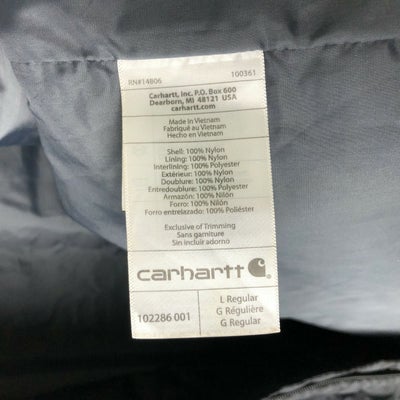 RN#14806 100361
Carhartt, Inc. P.O. Box 600
Dearborn, MI 48121 USA
carhartt.com
Made in Vietnam
Fabriqué au Vietnam
Hecho en Vietnam
Shell: 100% Nylon
Lining: 100% Nylon
Interlining: 100% Polyester
Extérieur: 100% Nylon
Doublure: 100% Nylon
Entredoublure: 100% Polyester
Armazón: 100% Nilón
Forro: 100% Nilón
Forro entrelazado: 100% Poliéster
Exclusive of Trimming
Sans garniture
Sin incluir adorno
carhartt
102286 001
L Regular
G Régulière
G Regular